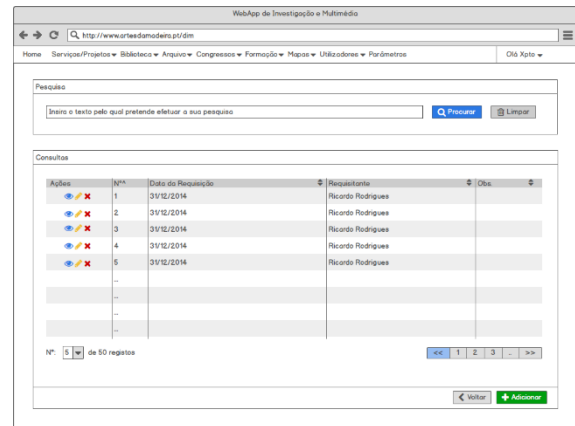 WebApp de Investigação e Multimédia
http://www.artesdamadeira.pt/dim
Home Serviços/Projetos Biblioteca Arquivo Congressos Formação Mapas Utilizadores Parâmetros Olá Xpto
Pesquisa
Insira o texto pelo qual pretende efetuar a sua pesquisa Procurar Limpar
Consultas
Ações Nº^ Data da Requisição Requisitante Obs.
1 31/12/2014 Ricardo Rodrigues
2 31/12/2014 Ricardo Rodrigues
3 31/12/2014 Ricardo Rodrigues
4 31/12/2014 Ricardo Rodrigues
5 31/12/2014 Ricardo Rodrigues
..
..
..
..
Nº: 5 de 50 registos << 1 2 3 .. >>
Voltar Adicionar